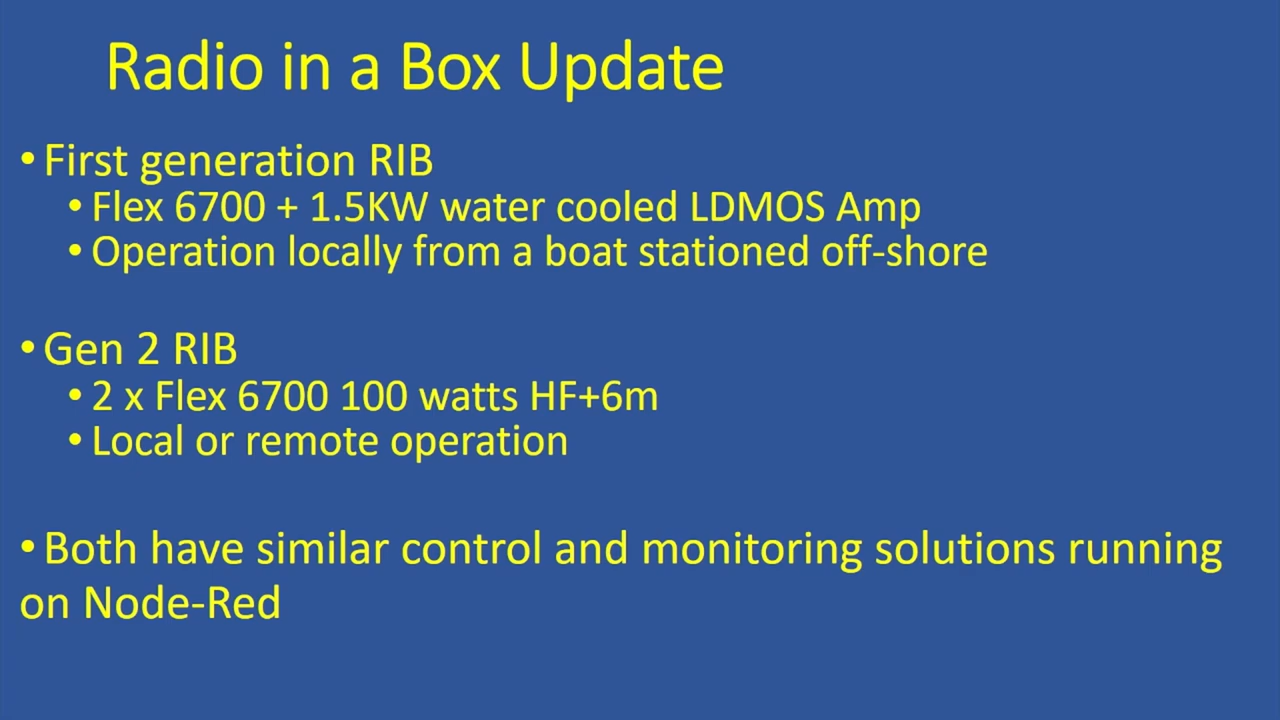 Radio in a Box Update
• First generation RIB
• Flex 6700 + 1.5KW water cooled LDMOS Amp
• Operation locally from a boat stationed off-shore
• Gen 2 RIB
• 2 x Flex 6700 100 watts HF+6m
• Local or remote operation
• Both have similar control and monitoring solutions running
on Node-Red